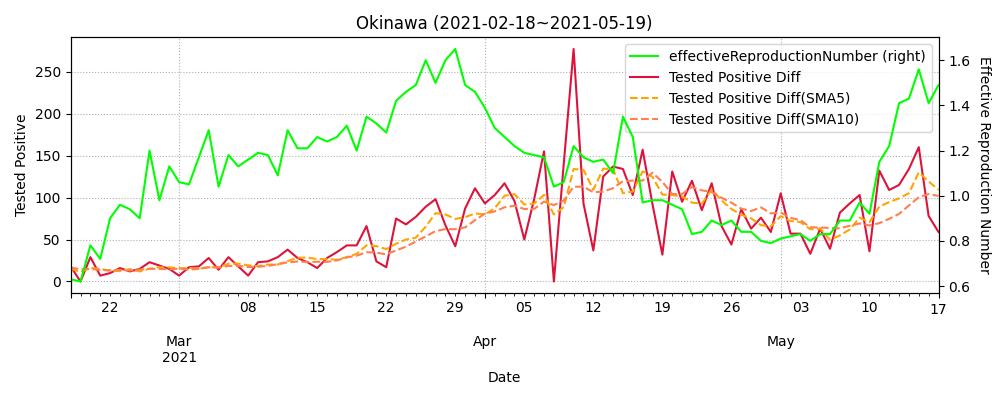 Okinawa (2021-02-18~2021-05-19)
effectiveReproductionNumber (right)
Tested Positive Diff
Tested Positive Diff(SMA5)
Tested Positive Diff(SMA10)
Tested Positive
250
200
150
100
50
0
1.6
1.4
1.2
1.0
0.8
0.6
Effective Reproduction Number
22 08 15 22 29 05 12 19 26 03 10 17
Mar Apr May
2021
Date